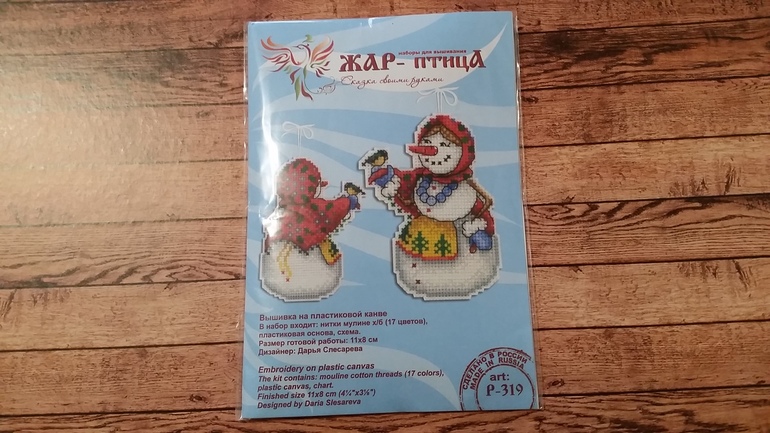 наборы для вышивания
ЖАР-ПТИЦА
Сказка своими руками
Вышивка на пластиковой канве
В набор входит: нитки мулине х/б (17 цветов),
пластиковая основа, схема.
Размер готовой работы: 11х8 см
Дизайнер: Дарья Слесарева
Embroidery on plastic canvas
The kit contains: mouline cotton threads (17 colors),
plastic canvas, chart.
Finished size 11x8 cm (4¼"x3⅛")
Designed by Daria Slesareva
СДЕЛАНО В РОССИИ
MADE IN RUSSIA
art:
Р-319